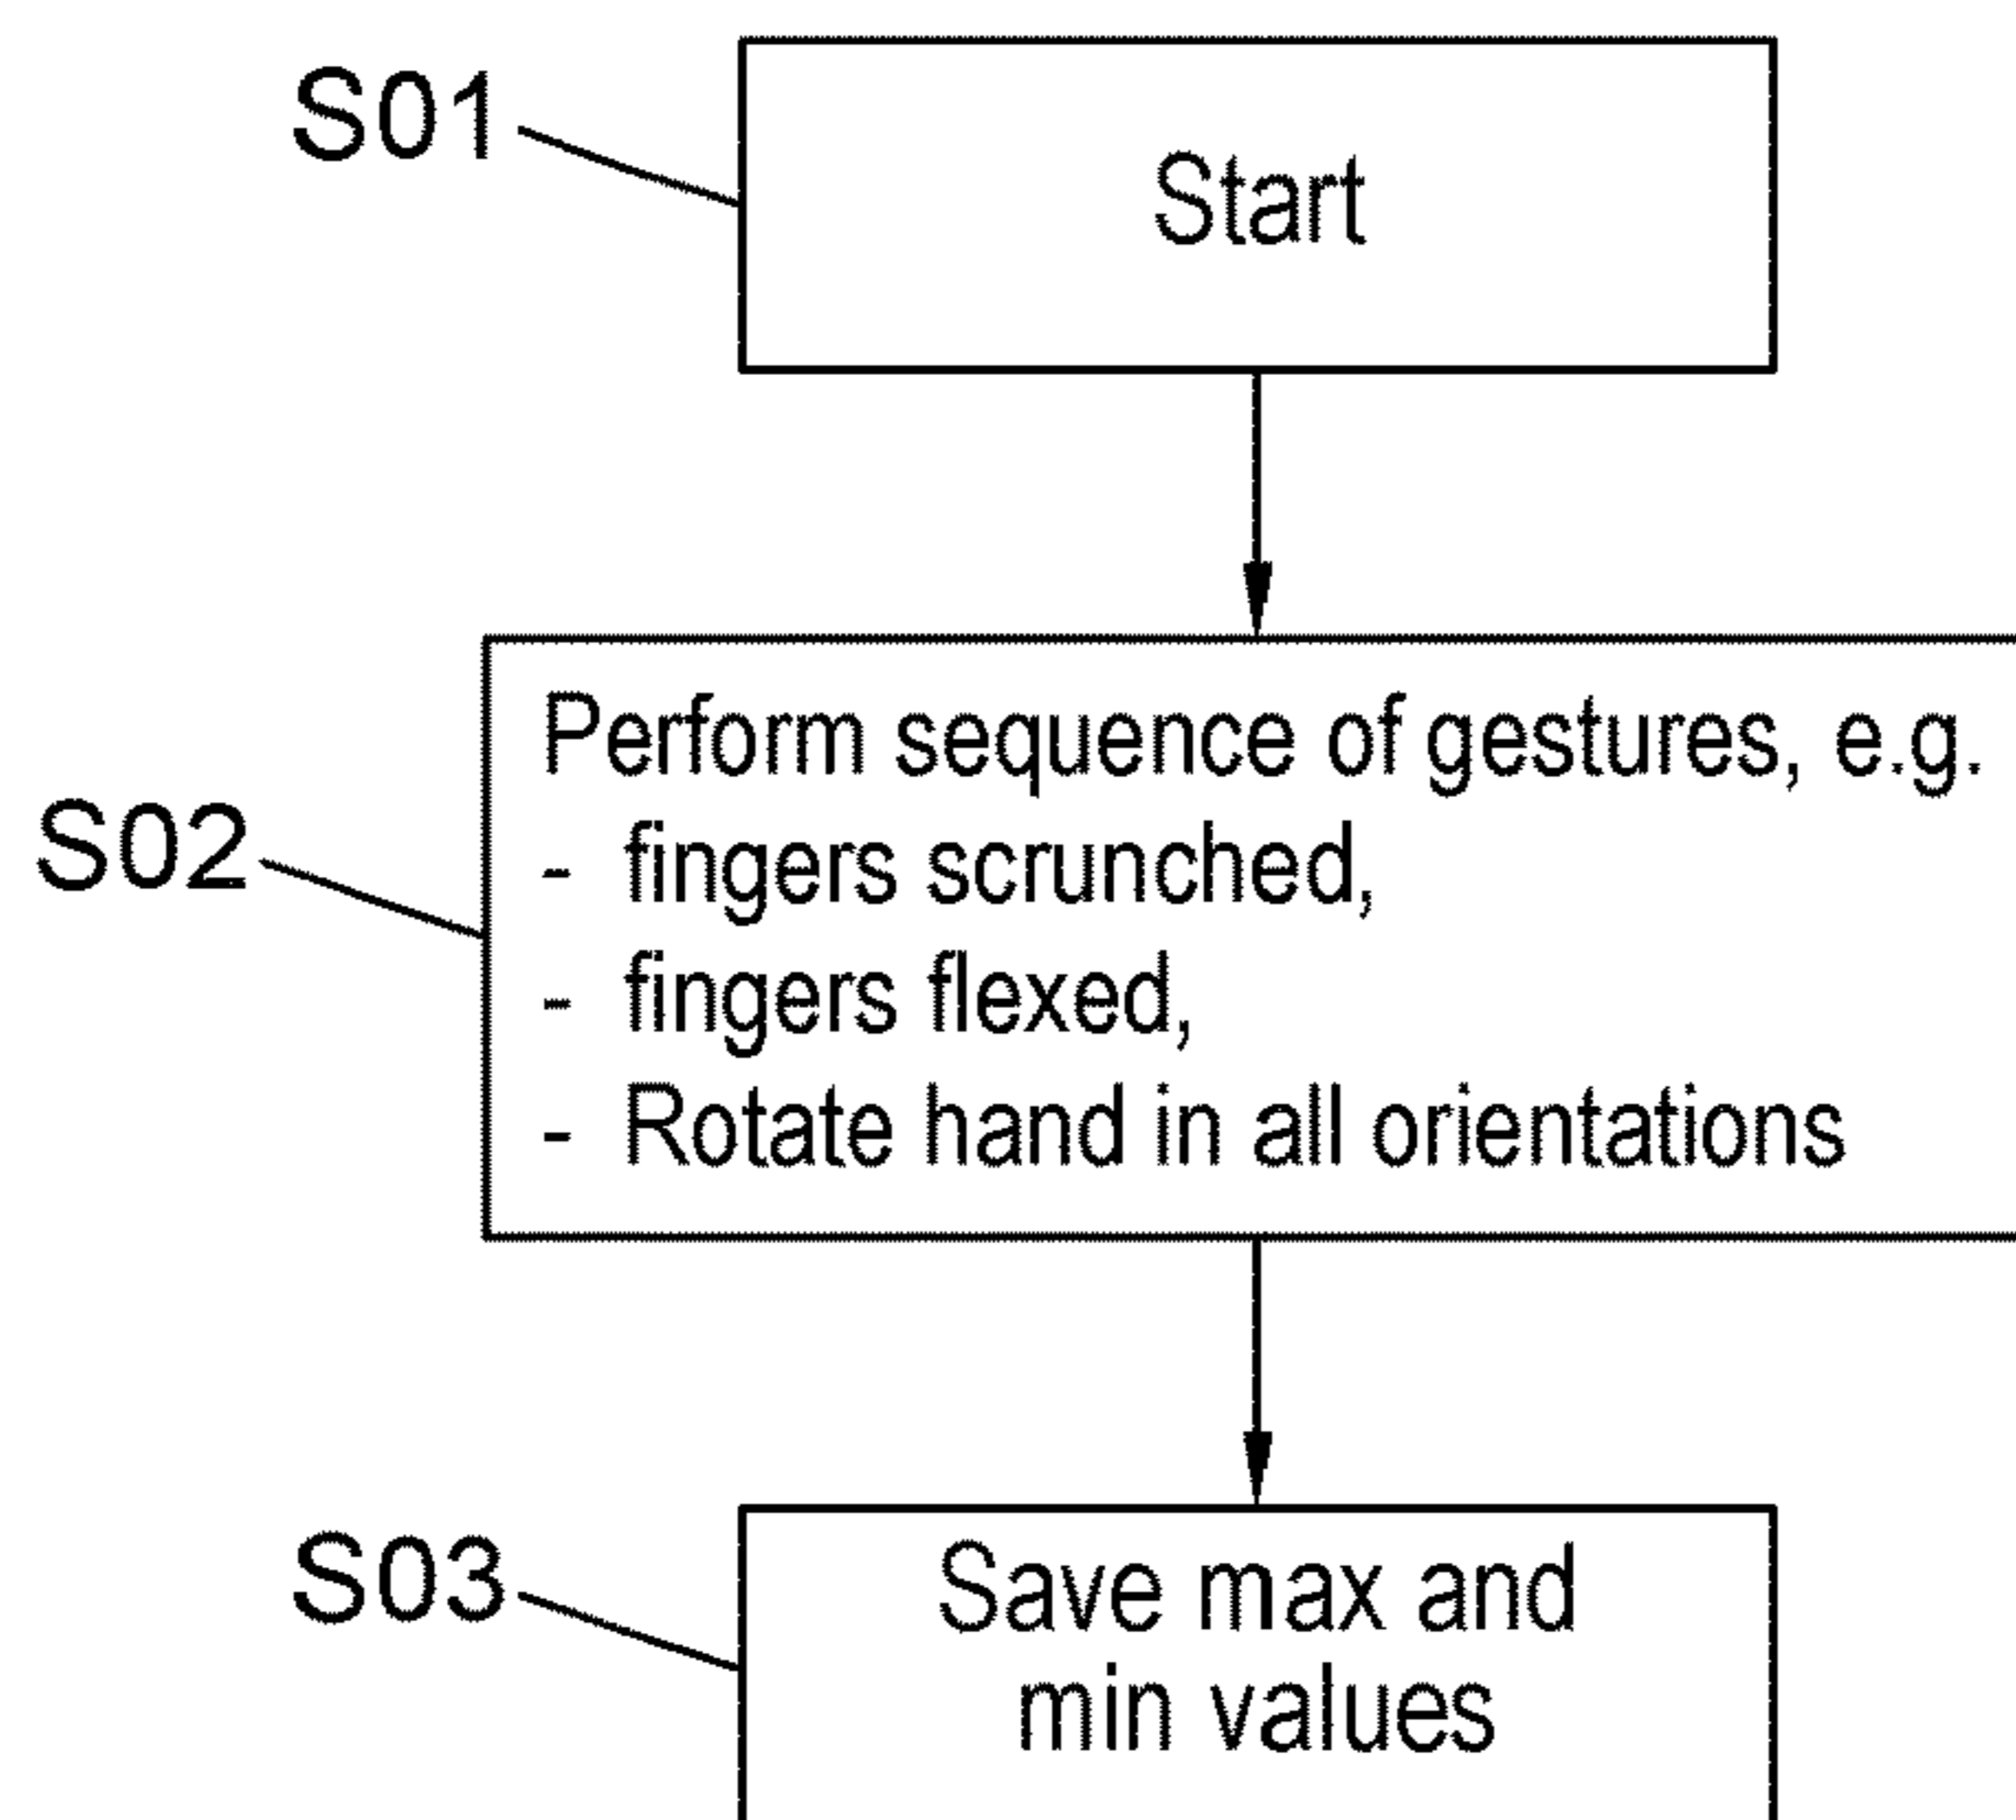 S01
Start
Perform sequence of gestures, e.g.
S02
- fingers scrunched,
- fingers flexed,
- Rotate hand in all orientations
S03
Save max and
min values